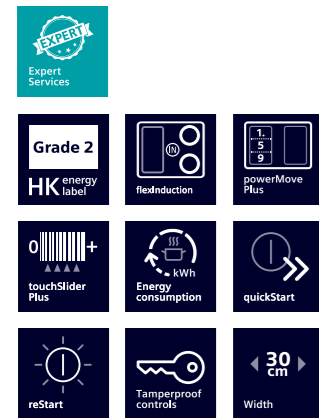 EXPERT
Expert
Services
Grade 2
HK energy
label
IN
flexInduction
1.
5
9
powerMove
Plus
0 +
touchSlider
Plus
kWh
Energy
consumption
quickStart
reStart
Tamperproof
controls
30
cm
Width